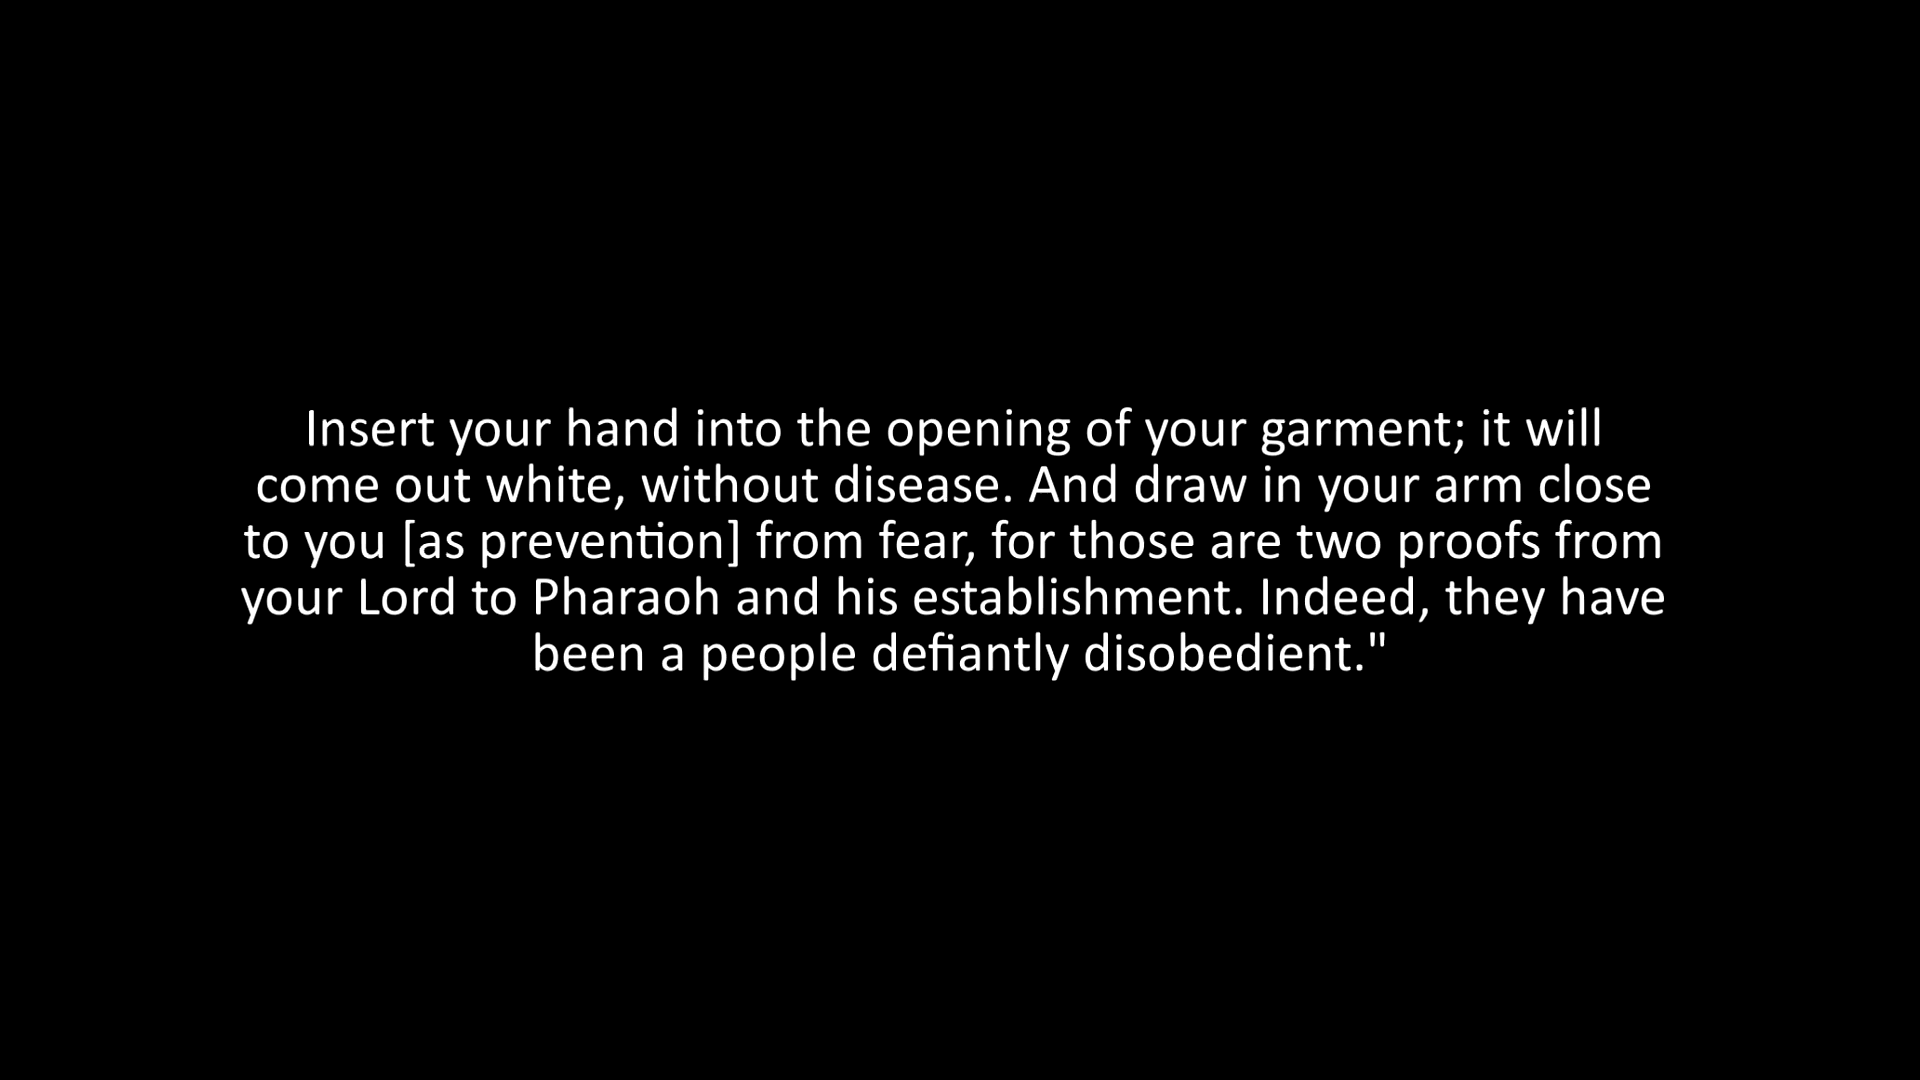 Insert your hand into the opening of your garment; it will
come out white, without disease. And draw in your arm close
to you [as prevention] from fear, for those are two proofs from
your Lord to Pharaoh and his establishment. Indeed, they have
been a people defiantly disobedient."